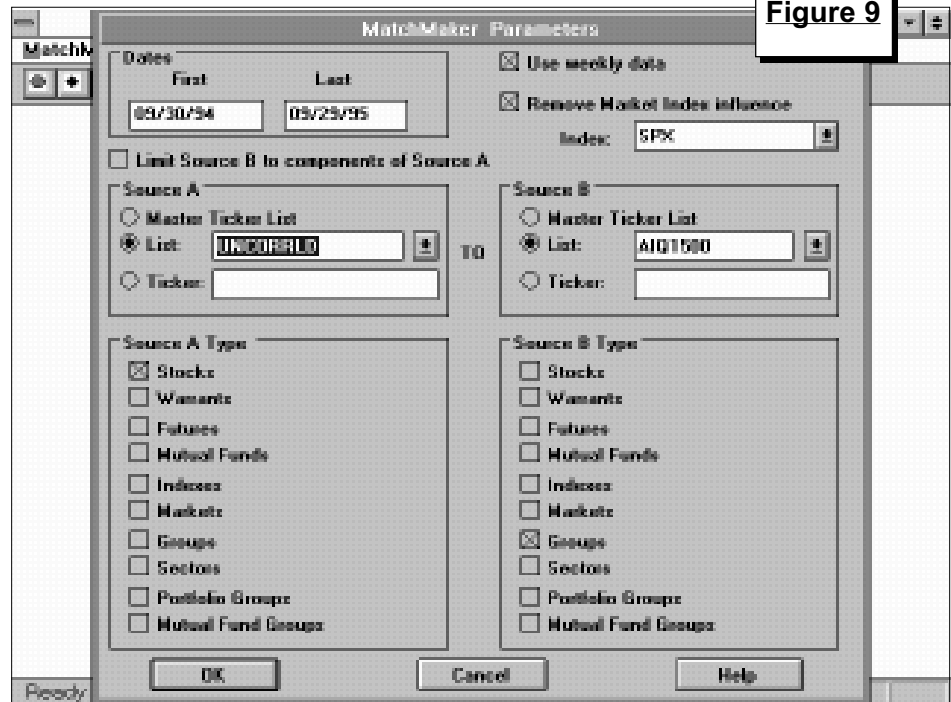 Figure 9
MatchMaker Parameters
MatchM
Dates
First Last
09/30/94 09/29/95
Use weekly data
Remove Market Index influence
Index: SPX
Limit Source B to components of Source A
Source A
Master Ticker List
List:
Ticker:
TO
Source B
Master Ticker List
List: AIQ1500
Ticker:
Source A Type
Stocks
Warrants
Futures
Mutual Funds
Indexes
Markets
Groups
Sectors
Portfolio Groups
Mutual Fund Groups
Source B Type
Stocks
Warrants
Futures
Mutual Funds
Indexes
Markets
Groups
Sectors
Portfolio Groups
Mutual Fund Groups
OK Cancel Help
Ready